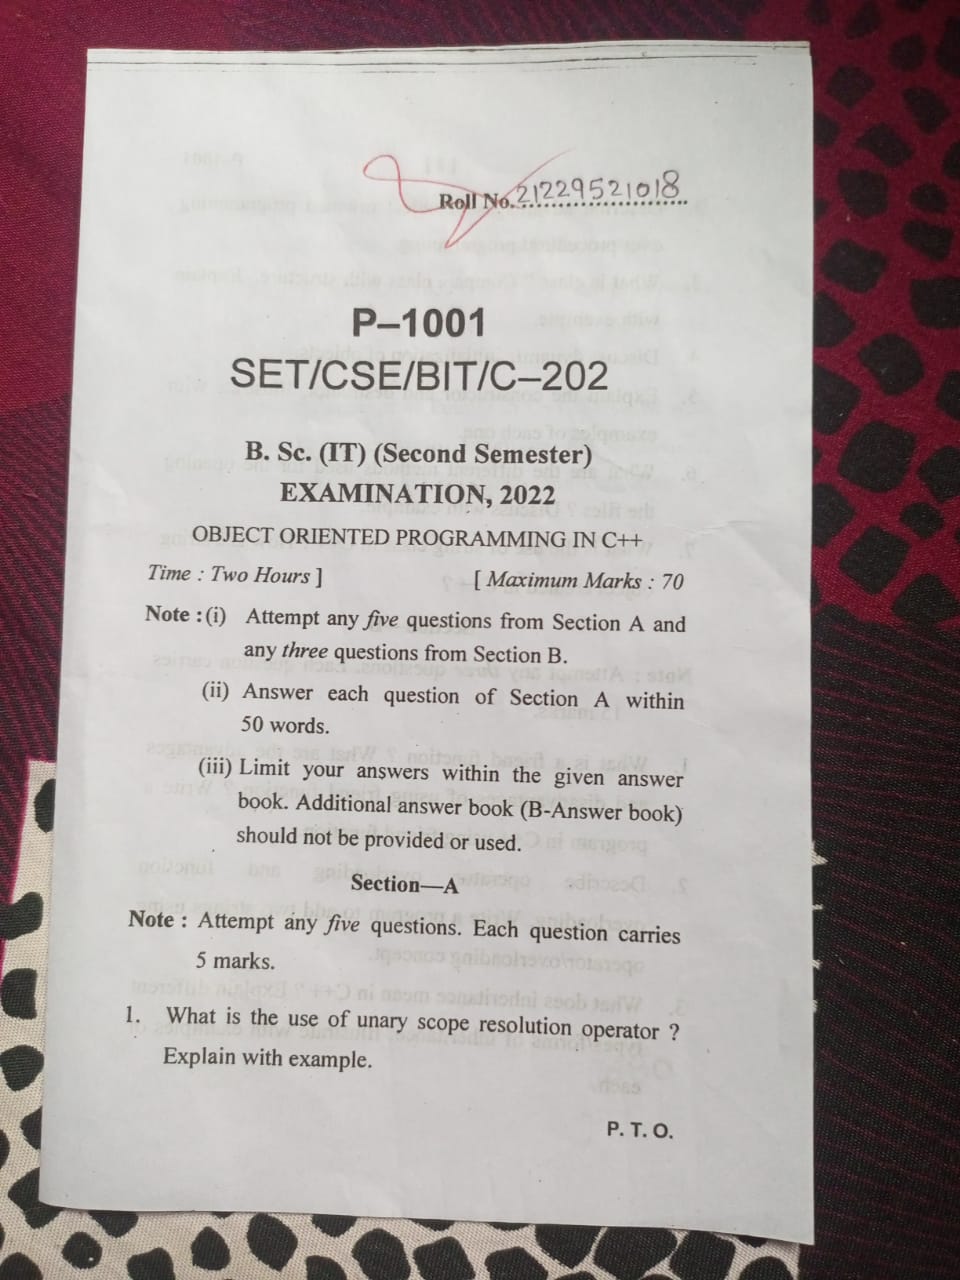 Roll No. 21229521018
P–1001
SET/CSE/BIT/C–202
B. Sc. (IT) (Second Semester)
EXAMINATION, 2022
OBJECT ORIENTED PROGRAMMING IN C++
Time : Two Hours ] [ Maximum Marks : 70
Note : (i) Attempt any five questions from Section A and
any three questions from Section B.
(ii) Answer each question of Section A within
50 words.
(iii) Limit your answers within the given answer
book. Additional answer book (B-Answer book)
should not be provided or used.
Section—A
Note : Attempt any five questions. Each question carries
5 marks.
1. What is the use of unary scope resolution operator ?
Explain with example.
P. T. O.